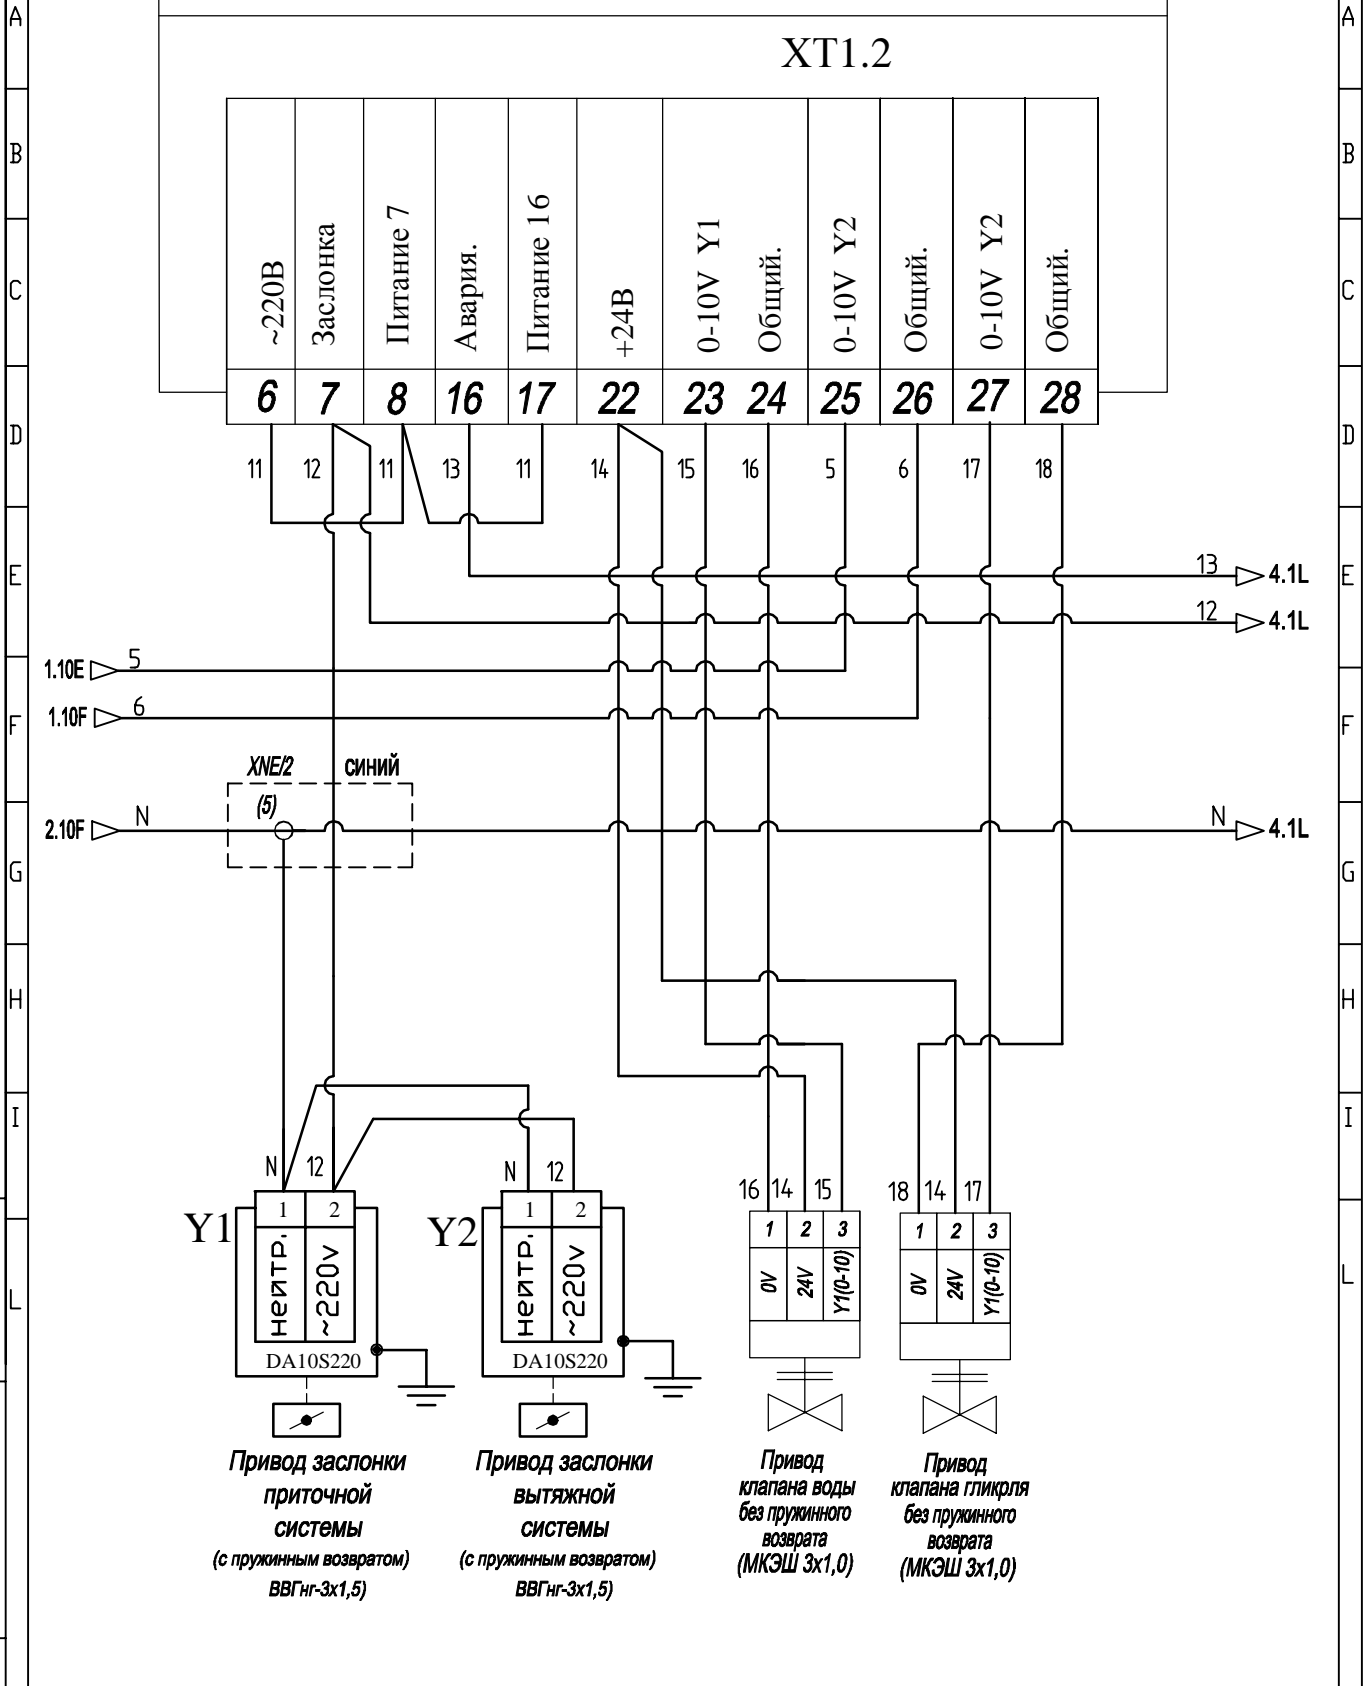 A
A
XT1.2
B
B
~220В
Заслонка
Питание 7
Авария.
Питание 16
+24В
0-10V Y1
Общий.
0-10V Y2
Общий.
0-10V Y2
Общий.
C
C
6 7 8 16 17 22 23 24 25 26 27 28
D
D
11 12 11 13 11 14 15 16 5 6 17 18
13 4.1L
E
E
12 4.1L
1.10E 5
1.10F 6
F
F
XNE/2 синий
(5)
2.10F N
N 4.1L
G
G
H
H
I
I
N 12
N 12
16 14 15
18 14 17
Y1
1 2
нейтр.
~220v
DA10S220
Y2
1 2
нейтр.
~220v
DA10S220
1 2 3
0V
24V
Y1(0-10)
1 2 3
0V
24V
Y1(0-10)
L
L
Привод заслонки
приточной
системы
(с пружинным возвратом)
ВВГнг-3х1,5)
Привод заслонки
вытяжной
системы
(с пружинным возвратом)
ВВГнг-3х1,5)
Привод
клапана воды
без пружинного
возврата
(МКЭШ 3х1,0)
Привод
клапана гликрля
без пружинного
возврата
(МКЭШ 3х1,0)